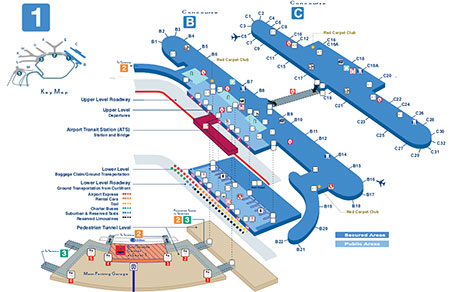 1
Key Map
Concourse
B
Concourse
C
Red Carpet Club
Red Carpet Club
Red Carpet Club
2
Upper Level Roadway
Upper Level
Departures
Airport Transit Station (ATS)
Station and Bridge
Lower Level
Baggage Claim/Ground Transportation
Lower Level Roadway
Ground Transportation from Curbfront
Airport Express
Rental Cars
Taxi
Charter Buses
Suburban & Reserved Taxis
Reserved Limousines
Pedestrian Tunnel Level
2
2
3
3
Main Parking Garage
B1
B2
B3
B4
B5
B6
B7
B8
B9
B10
B11
B12
B14
B16
B17
B18
B19
B20
B21
B22
C1
C2
C3
C4
C5
C6
C8
C9
C10
C11
C15
C16
C16A
C17
C18
C18A
C19
C20
C21
C22
C23
C24
C25
C26
C27
C28
C29
C30
C31
C32
Secured Areas
Public Areas